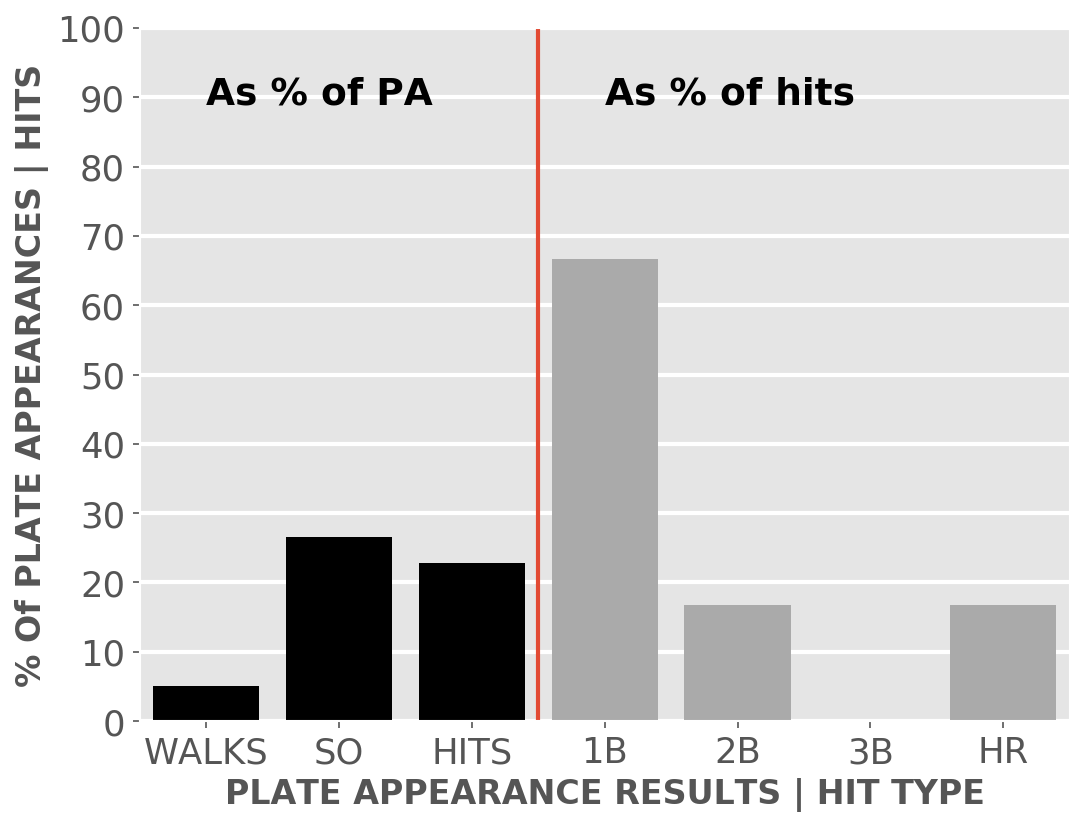 % Of PLATE APPEARANCES | HITS
100
90
80
70
60
50
40
30
20
10
0
As % of PA
As % of hits
WALKS SO HITS 1B 2B 3B HR
PLATE APPEARANCE RESULTS | HIT TYPE